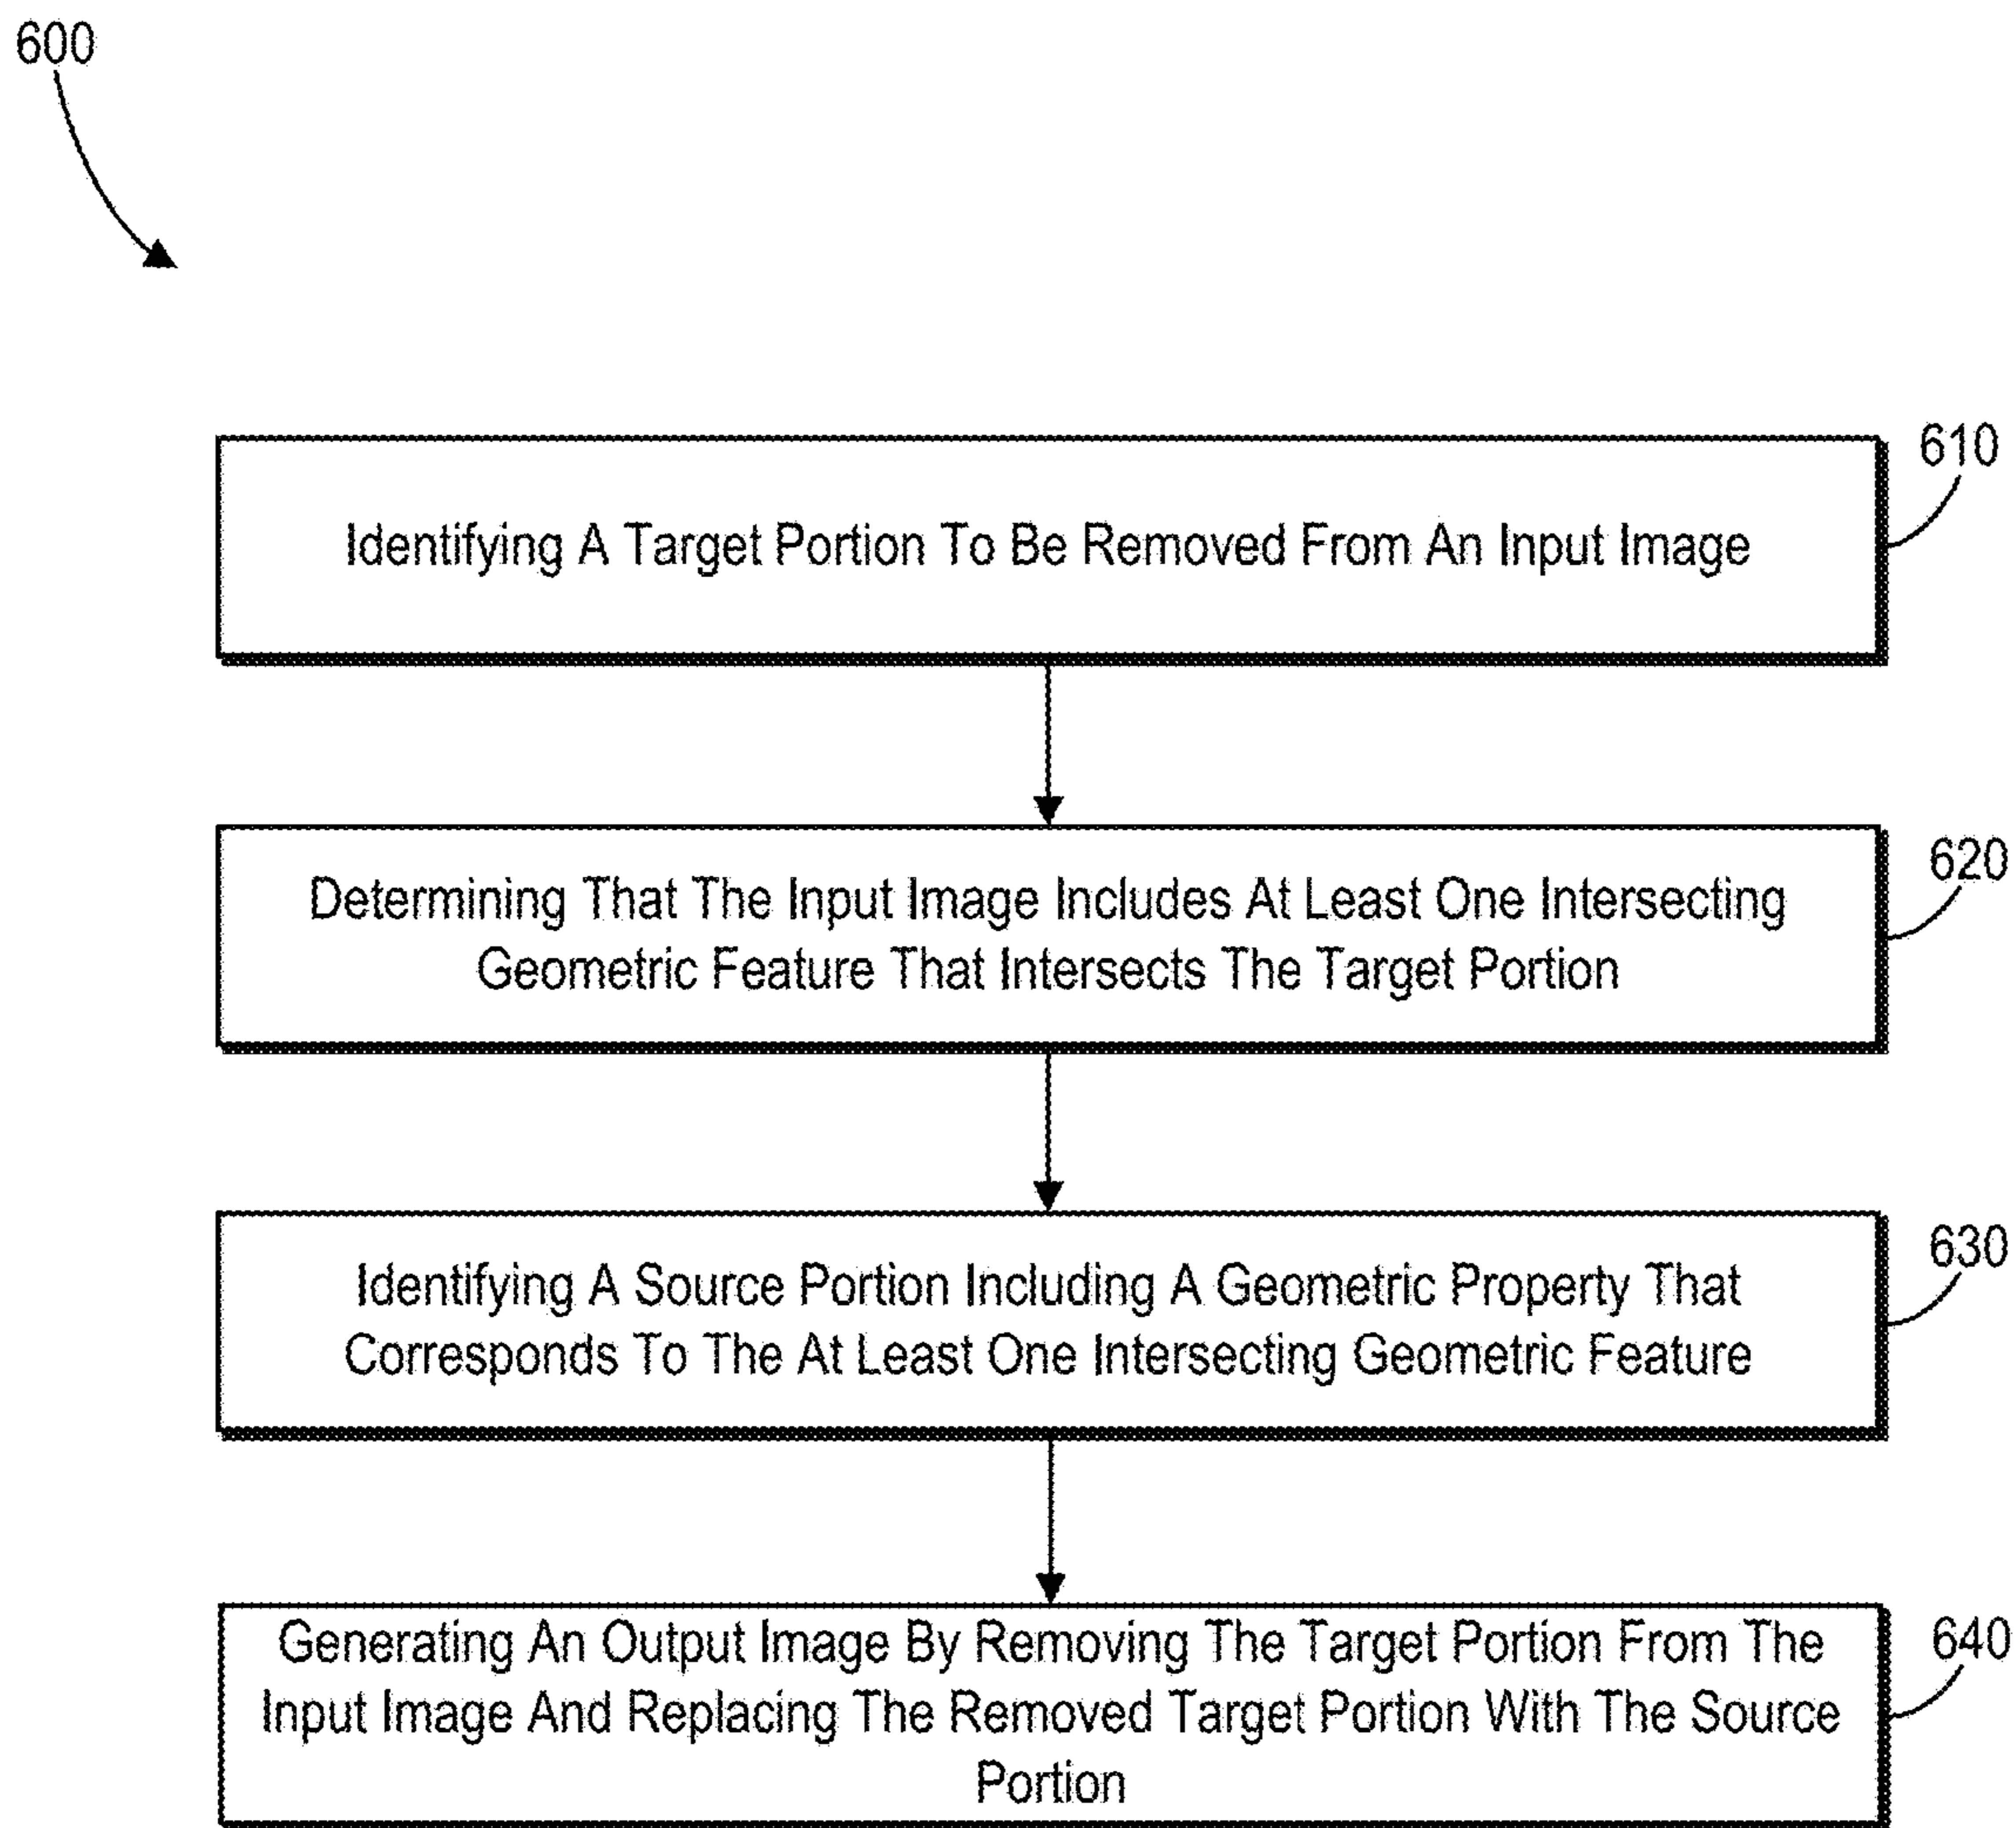 600
610
Identifying A Target Portion To Be Removed From An Input Image
620
Determining That The Input Image Includes At Least One Intersecting
Geometric Feature That Intersects The Target Portion
630
Identifying A Source Portion Including A Geometric Property That
Corresponds To The At Least One Intersecting Geometric Feature
640
Generating An Output Image By Removing The Target Portion From The
Input Image And Replacing The Removed Target Portion With The Source
Portion